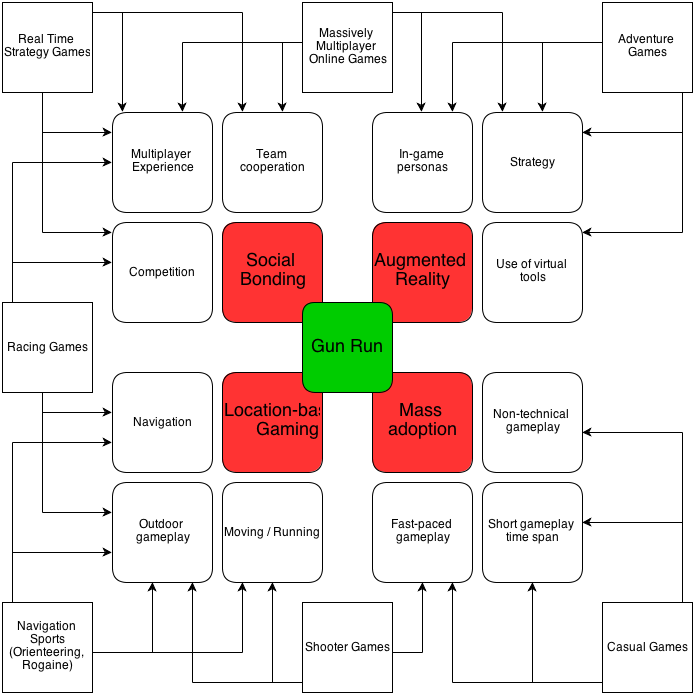 Real Time
Strategy Games
Massively
Multiplayer
Online Games
Adventure
Games
Multiplayer
Experience
Team
cooperation
In-game
personas
Strategy
Competition
Social
Bonding
Augmented
Reality
Use of virtual
tools
Gun Run
Racing Games
Navigation
Location-ba
Gaming
Mass
adoption
Non-technical
gameplay
Outdoor
gameplay
Moving / Running
Fast-paced
gameplay
Short gameplay
time span
Navigation
Sports
(Orienteering,
Rogaine)
Shooter Games
Casual Games